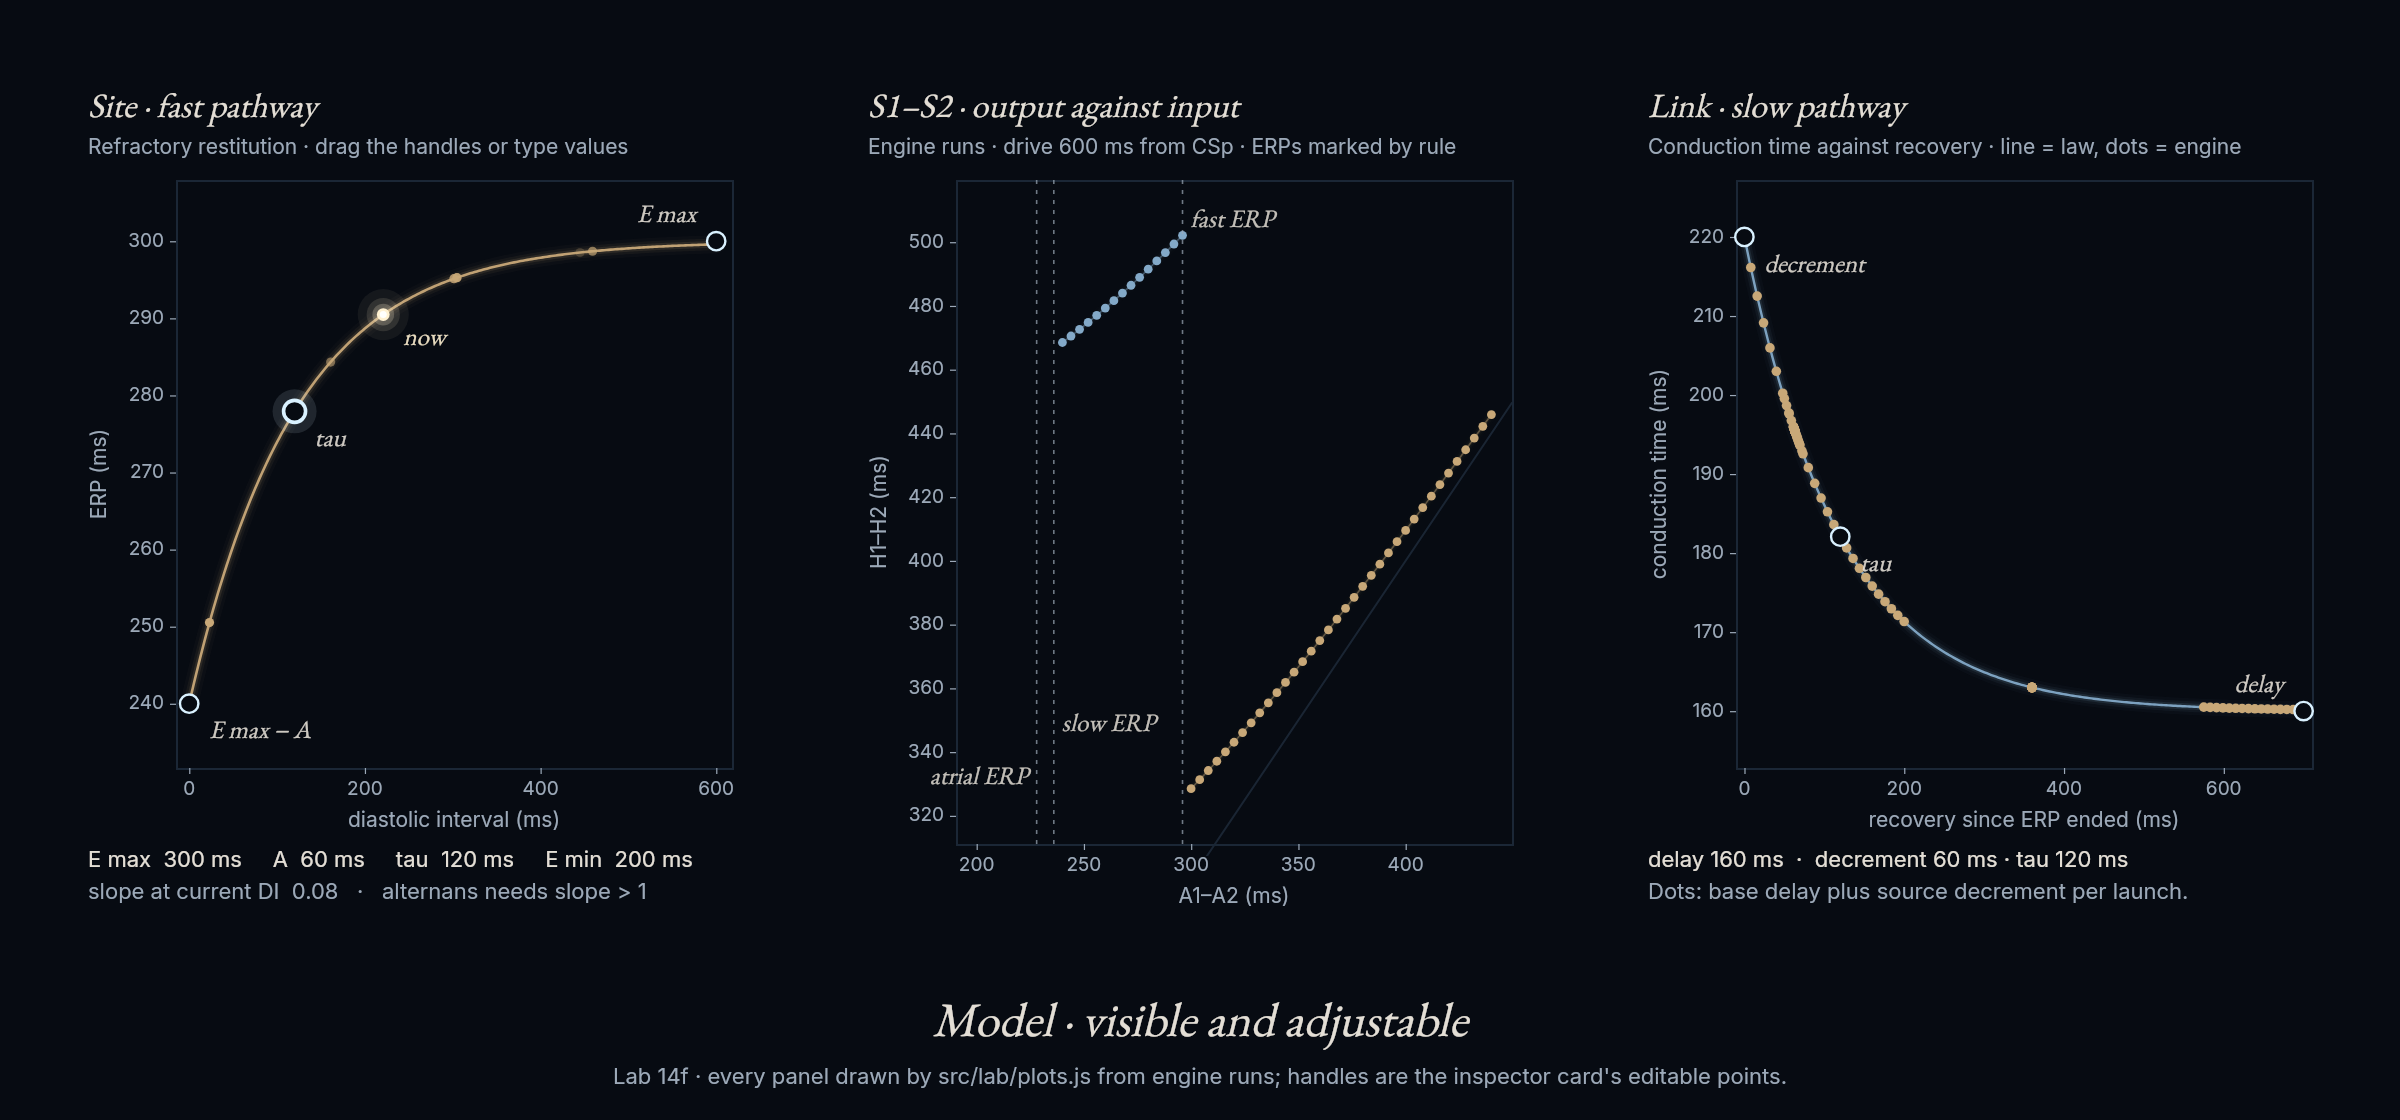 Site · fast pathway
Refractory restitution · drag the handles or type values
E max
300
290
now
280
tau
270
ERP (ms)
260
250
240
E max – A
0 200 400 600
diastolic interval (ms)
E max 300 ms A 60 ms tau 120 ms E min 200 ms
slope at current DI 0.08 · alternans needs slope > 1
S1–S2 · output against input
Engine runs · drive 600 ms from CSp · ERPs marked by rule
fast ERP
500
480
460
440
H1–H2 (ms)
420
400
380
360
slow ERP
340
atrial ERP
320
200 250 300 350 400
A1–A2 (ms)
Link · slow pathway
Conduction time against recovery · line = law, dots = engine
220
decrement
210
200
conduction time (ms)
190
180
tau
170
delay
160
0 200 400 600
recovery since ERP ended (ms)
delay 160 ms · decrement 60 ms · tau 120 ms
Dots: base delay plus source decrement per launch.
Model · visible and adjustable
Lab 14f · every panel drawn by src/lab/plots.js from engine runs; handles are the inspector card's editable points.